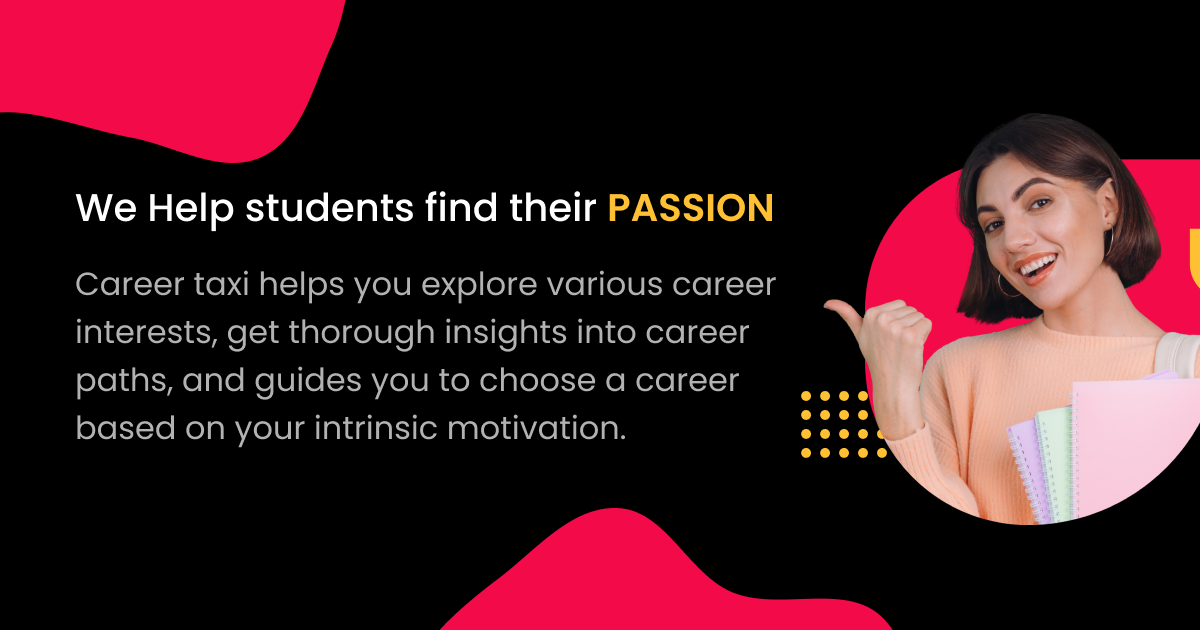 We Help students find their PASSION
Career taxi helps you explore various career
interests, get thorough insights into career
paths, and guides you to choose a career
based on your intrinsic motivation.